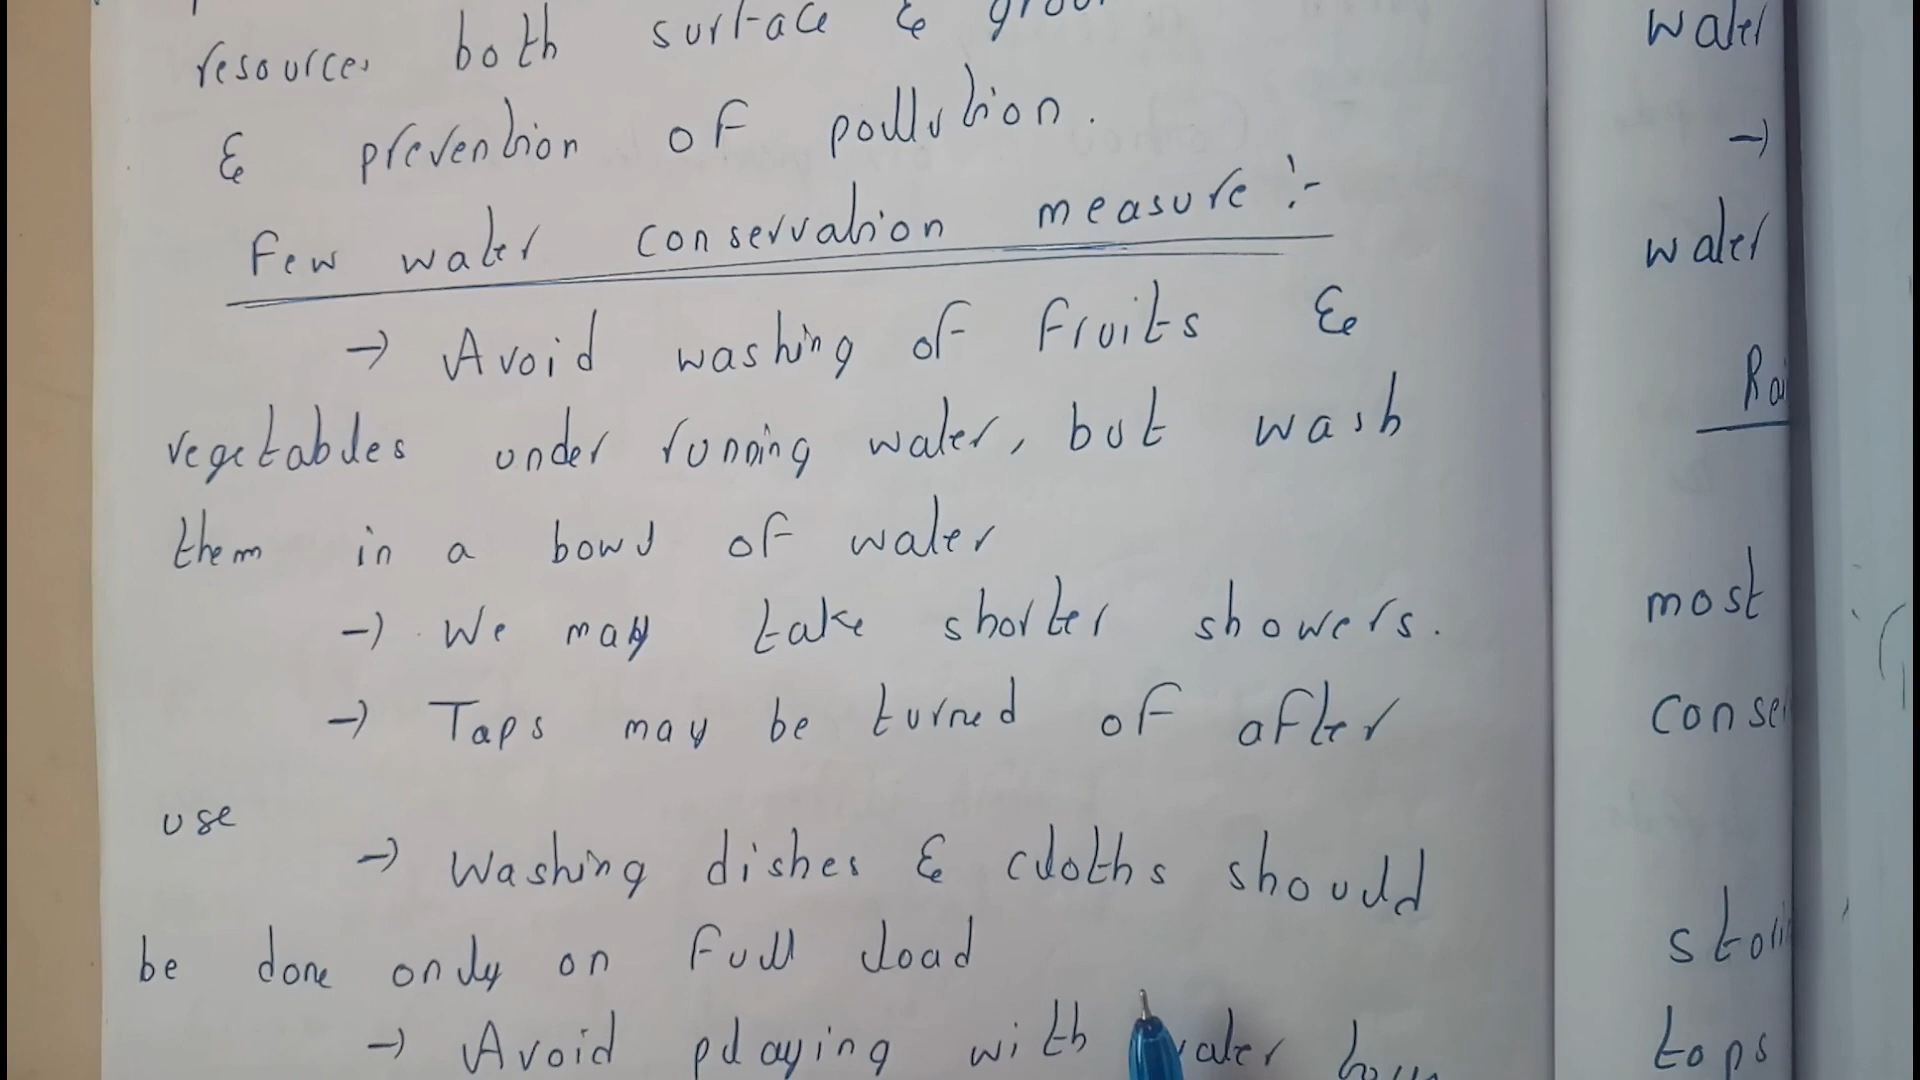 resources both surface &
& prevention of pollution.
Few water conservation measure :-
→ Avoid washing of fruits &
vegetables under running water, but wash
them in a bowl of water
→ We may take shorter showers.
→ Taps may be turned of after
use
→ Washing dishes & cloths should
be done only on full load
→ Avoid playing with water
water
→
water
most
taps